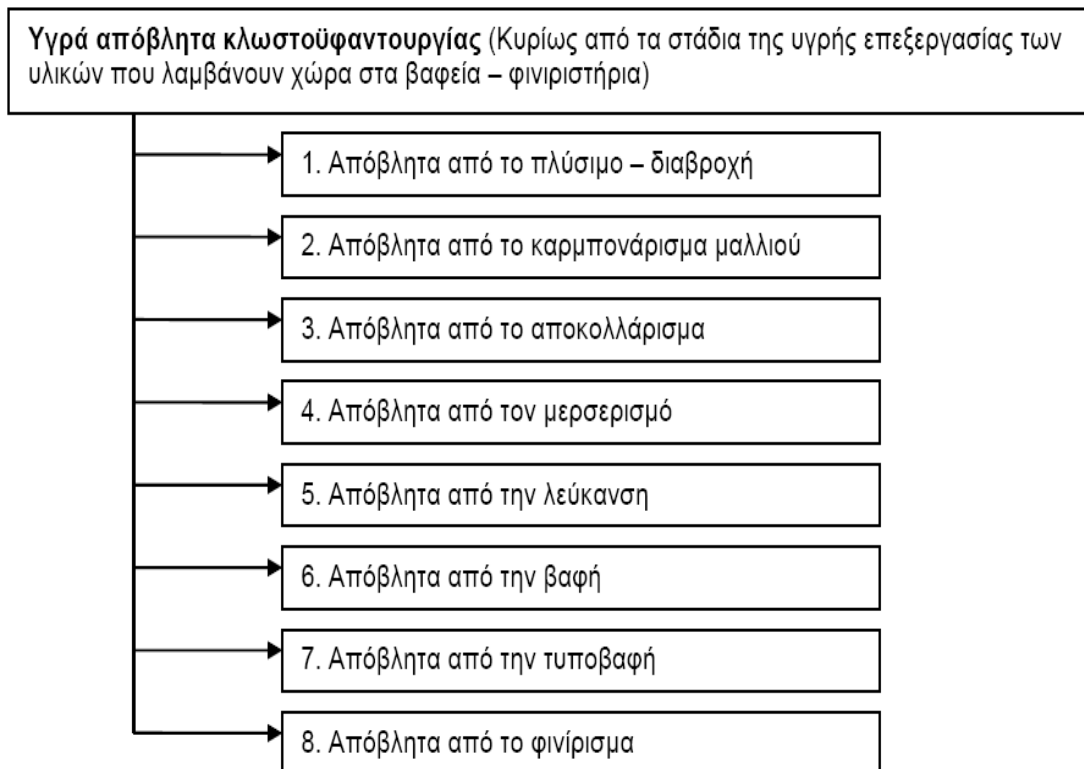 Υγρά απόβλητα κλωστοϋφαντουργίας (Κυρίως από τα στάδια της υγρής επεξεργασίας των
υλικών που λαμβάνουν χώρα στα βαφεία – φινιριστήρια)
1. Απόβλητα από το πλύσιμο – διαβροχή
2. Απόβλητα από το καρμπονάρισμα μαλλιού
3. Απόβλητα από το αποκολλάρισμα
4. Απόβλητα από τον μερσερισμό
5. Απόβλητα από την λεύκανση
6. Απόβλητα από την βαφή
7. Απόβλητα από την τυποβαφή
8. Απόβλητα από το φινίρισμα